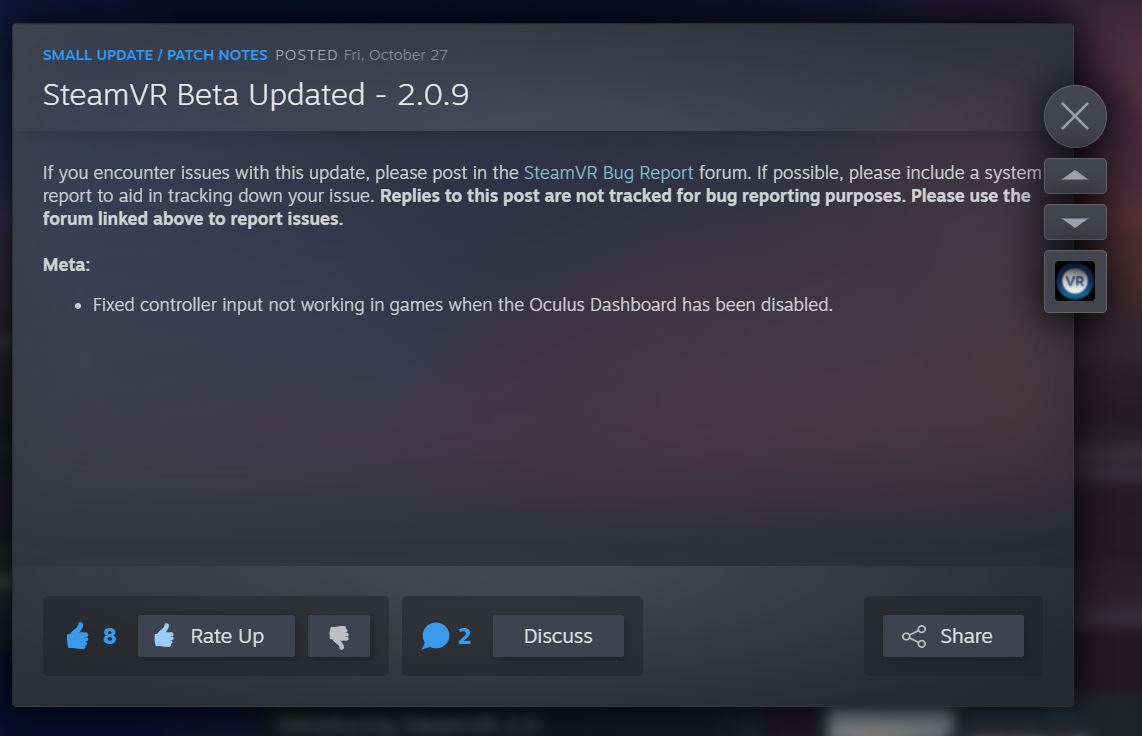 SMALL UPDATE / PATCH NOTES POSTED Fri, October 27
SteamVR Beta Updated - 2.0.9
If you encounter issues with this update, please post in the SteamVR Bug Report forum. If possible, please include a system
report to aid in tracking down your issue. Replies to this post are not tracked for bug reporting purposes. Please use the
forum linked above to report issues.
Meta:
• Fixed controller input not working in games when the Oculus Dashboard has been disabled.
VR
8 Rate Up 2 Discuss Share